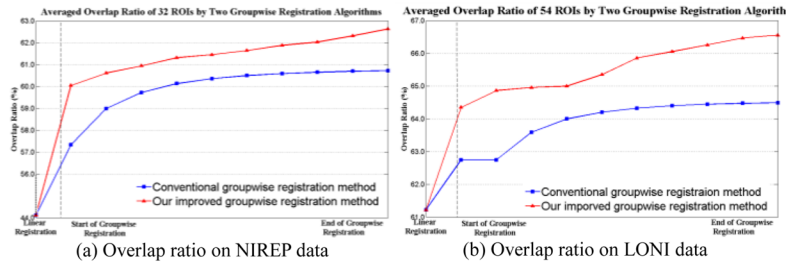 Averaged Overlap Ratio of 32 ROIs by Two Groupwise Registration Algorithms
63.0
62.0
61.0
60.0
59.0
58.0
57.0
56.0
Overlap Ratio (%)
Conventional groupwise registration method
Our improved groupwise registration method
Linear
Registration
Start of Groupwise
Registration
End of Groupwise
Registration
(a) Overlap ratio on NIREP data
Averaged Overlap Ratio of 54 ROIs by Two Groupwise Registration Algorith
67.0
66.0
65.0
64.0
63.0
62.0
61.0
Overlap Ratio (%)
Conventional groupwise registraion method
Our imporved groupwise registration method
Linear
Registration
Start of Groupwise
Registration
End of Groupwise
Registration
(b) Overlap ratio on LONI data